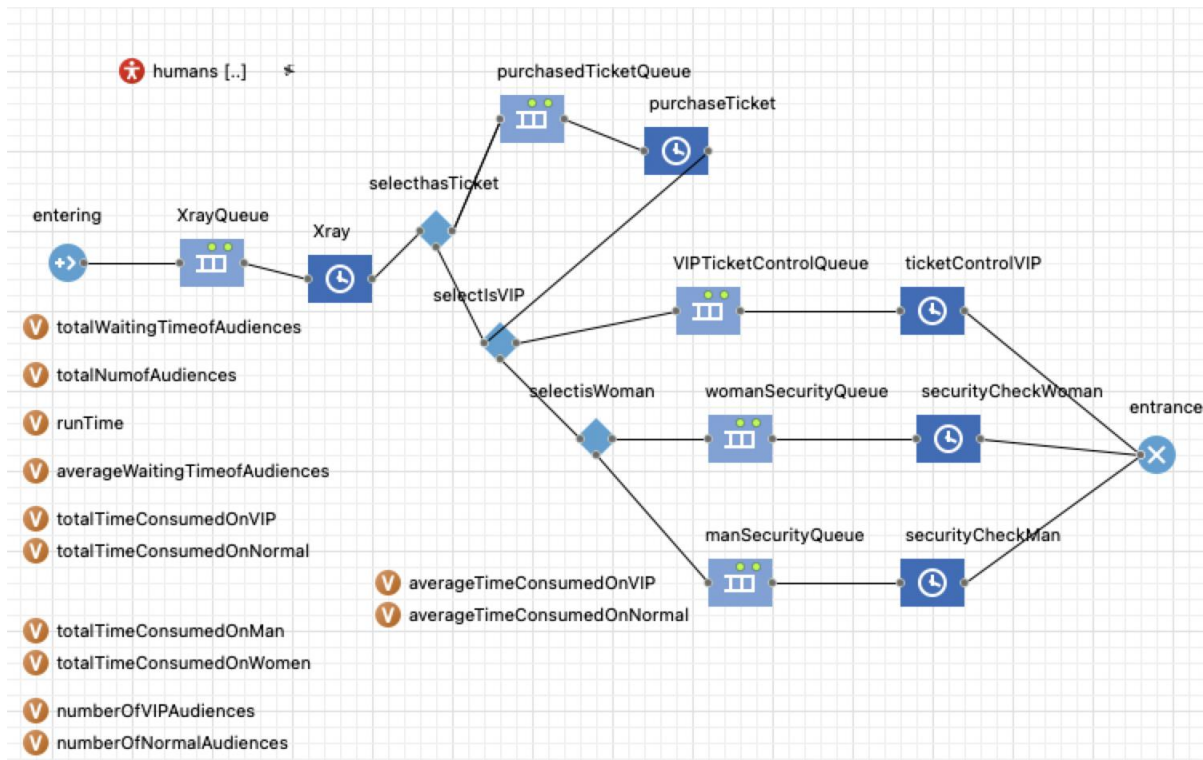 humans [..]
purchasedTicketQueue
purchaseTicket
selecthasTicket
entering
XrayQueue
Xray
VIPTicketControlQueue
ticketControlVIP
selectIsVIP
totalWaitingTimeofAudiences
totalNumofAudiences
selectisWoman
womanSecurityQueue
securityCheckWoman
entrance
runTime
averageWaitingTimeofAudiences
totalTimeConsumedOnVIP
totalTimeConsumedOnNormal
manSecurityQueue
securityCheckMan
averageTimeConsumedOnVIP
averageTimeConsumedOnNormal
totalTimeConsumedOnMan
totalTimeConsumedOnWomen
numberOfVIPAudiences
numberOfNormalAudiences